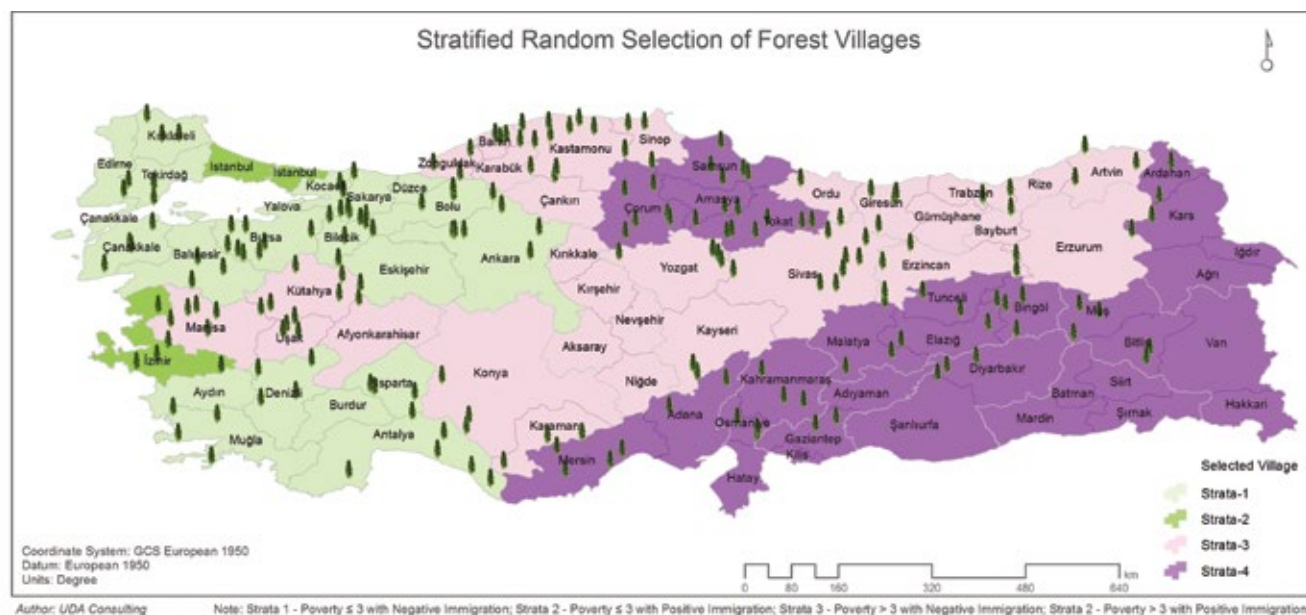 Stratified Random Selection of Forest Villages
Kırklareli
Edirne
Tekirdağ
İstanbul
İstanbul
Kocaeli
Sakarya
Düzce
Zonguldak
Bartın
Karabük
Kastamonu
Sinop
Samsun
Ordu
Giresun
Trabzon
Rize
Artvin
Ardahan
Kars
Çanakkale
Yalova
Bolu
Çankırı
Çorum
Amasya
Tokat
Gümüşhane
Bayburt
Erzurum
Iğdır
Çanakkale
Balıkesir
Bursa
Bilecik
Eskişehir
Ankara
Kırıkkale
Yozgat
Sivas
Erzincan
Ağrı
Kütahya
Kırşehir
Tunceli
Bingöl
Muş
Manisa
Uşak
Afyonkarahisar
Nevşehir
Kayseri
Malatya
Elazığ
Bitlis
Van
İzmir
Aksaray
Konya
Niğde
Kahramanmaraş
Adıyaman
Diyarbakır
Batman
Siirt
Şırnak
Hakkari
Aydın
Denizli
Isparta
Burdur
Muğla
Antalya
Karaman
Mersin
Adana
Osmaniye
Gaziantep
Kilis
Şanlıurfa
Mardin
Hatay
Selected Village
Strata-1
Strata-2
Strata-3
Strata-4
Coordinate System: GCS European 1950
Datum: European 1950
Units: Degree
km
0 80 160 320 480 640
Author: UDA Consulting Note: Strata 1 - Poverty ≤ 3 with Negative Immigration; Strata 2 - Poverty ≤ 3 with Positive Immigration; Strata 3 - Poverty > 3 with Negative Immigration; Strata 2 - Poverty > 3 with Positive Immigration